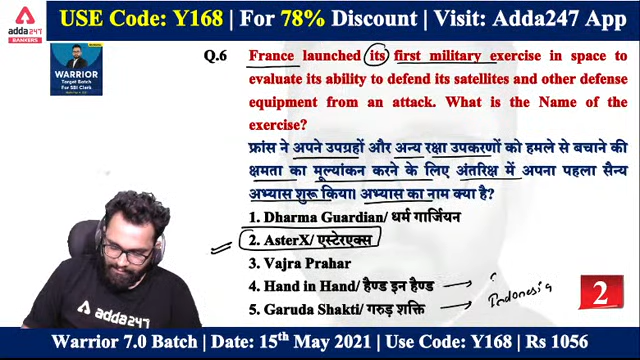 USE Code: Y168 | For 78% Discount | Visit: Adda247 App
adda247
BANKERS
WARRIOR
Target Batch
For SBI Clerk
Q.6 France launched its first military exercise in space to
evaluate its ability to defend its satellites and other defense
equipment from an attack. What is the Name of the
exercise?
फ्रांस ने अपने उपग्रहों और अन्य रक्षा उपकरणों को हमले से बचाने की
क्षमता का मूल्यांकन करने के लिए अंतरिक्ष में अपना पहला सैन्य
अभ्यास शुरू किया। अभ्यास का नाम क्या है?
1. Dharma Guardian/ धर्म गार्जियन
2. AsterX/ एस्टेरएक्स
3. Vajra Prahar
4. Hand in Hand/ हैण्ड इन हैण्ड
5. Garuda Shakti/ गरुड़ शक्ति
Indonesia
2
adda247
Warrior 7.0 Batch | Date: 15th May 2021 | Use Code: Y168 | Rs 1056